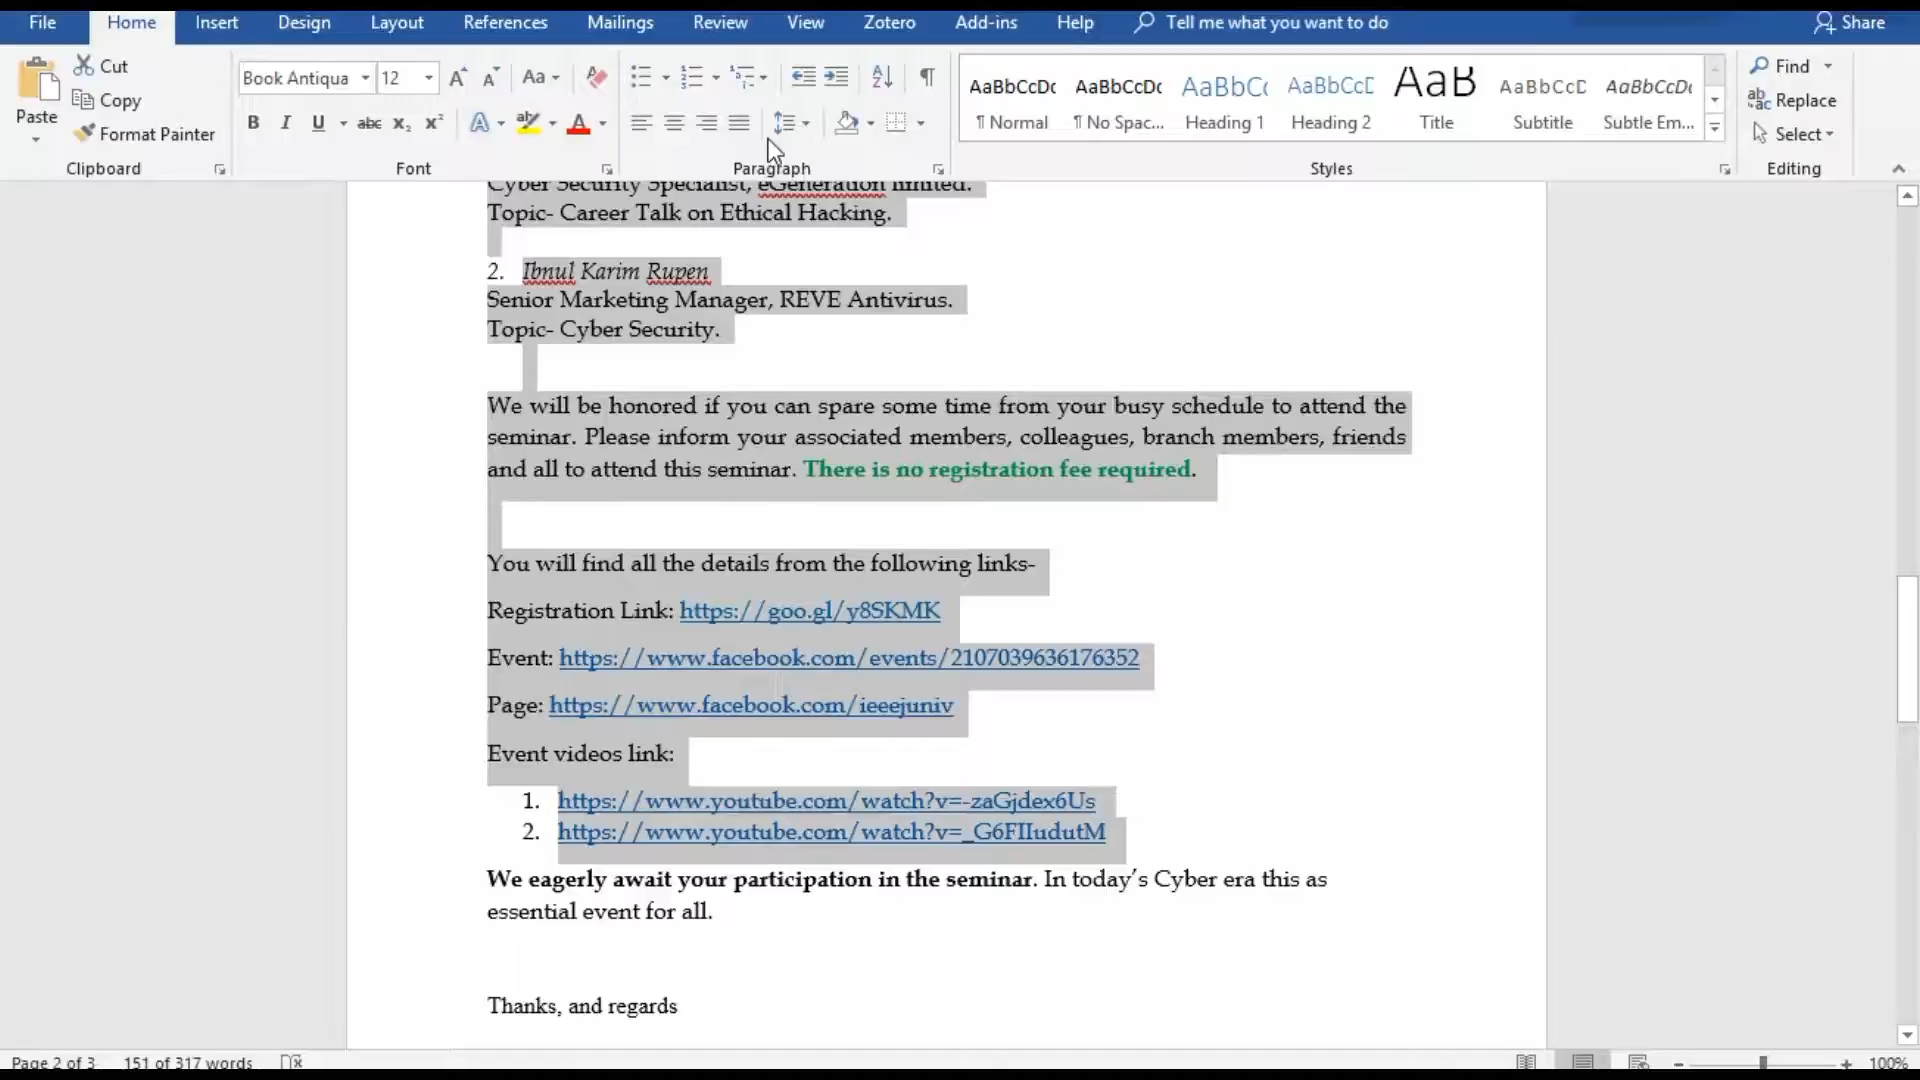 File Home Insert Design Layout References Mailings Review View Zotero Add-ins Help Tell me what you want to do Share
Cut
Copy
Format Painter
Paste
Clipboard
Book Antiqua 12 Aa
B I U abc X₂ X²
Font
Paragraph
AaBbCcDc AaBbCcDc AaBbCc AaBbCcD AaB AaBbCcD AaBbCcDc
¶ Normal ¶ No Spac... Heading 1 Heading 2 Title Subtitle Subtle Em...
Styles
Find
Replace
Select
Editing
Cyber Security Specialist, eGeneration limited.
Topic- Career Talk on Ethical Hacking.
2. Ibnul Karim Rupen
Senior Marketing Manager, REVE Antivirus.
Topic- Cyber Security.
We will be honored if you can spare some time from your busy schedule to attend the
seminar. Please inform your associated members, colleagues, branch members, friends
and all to attend this seminar. There is no registration fee required.
You will find all the details from the following links-
Registration Link: https://goo.gl/y8SKMK
Event: https://www.facebook.com/events/2107039636176352
Page: https://www.facebook.com/ieeejuniv
Event videos link:
1. https://www.youtube.com/watch?v=-zaGjdex6Us
2. https://www.youtube.com/watch?v=_G6FIIudutM
We eagerly await your participation in the seminar. In today's Cyber era this as
essential event for all.
Thanks, and regards
Page 2 of 3 151 of 317 words 100%